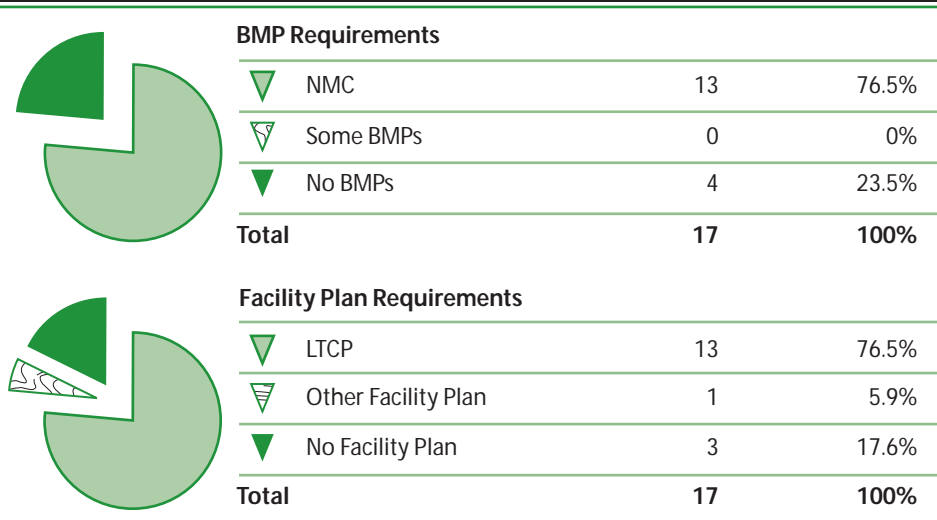 BMP Requirements
NMC 13 76.5%
Some BMPs 0 0%
No BMPs 4 23.5%
Total 17 100%
Facility Plan Requirements
LTCP 13 76.5%
Other Facility Plan 1 5.9%
No Facility Plan 3 17.6%
Total 17 100%